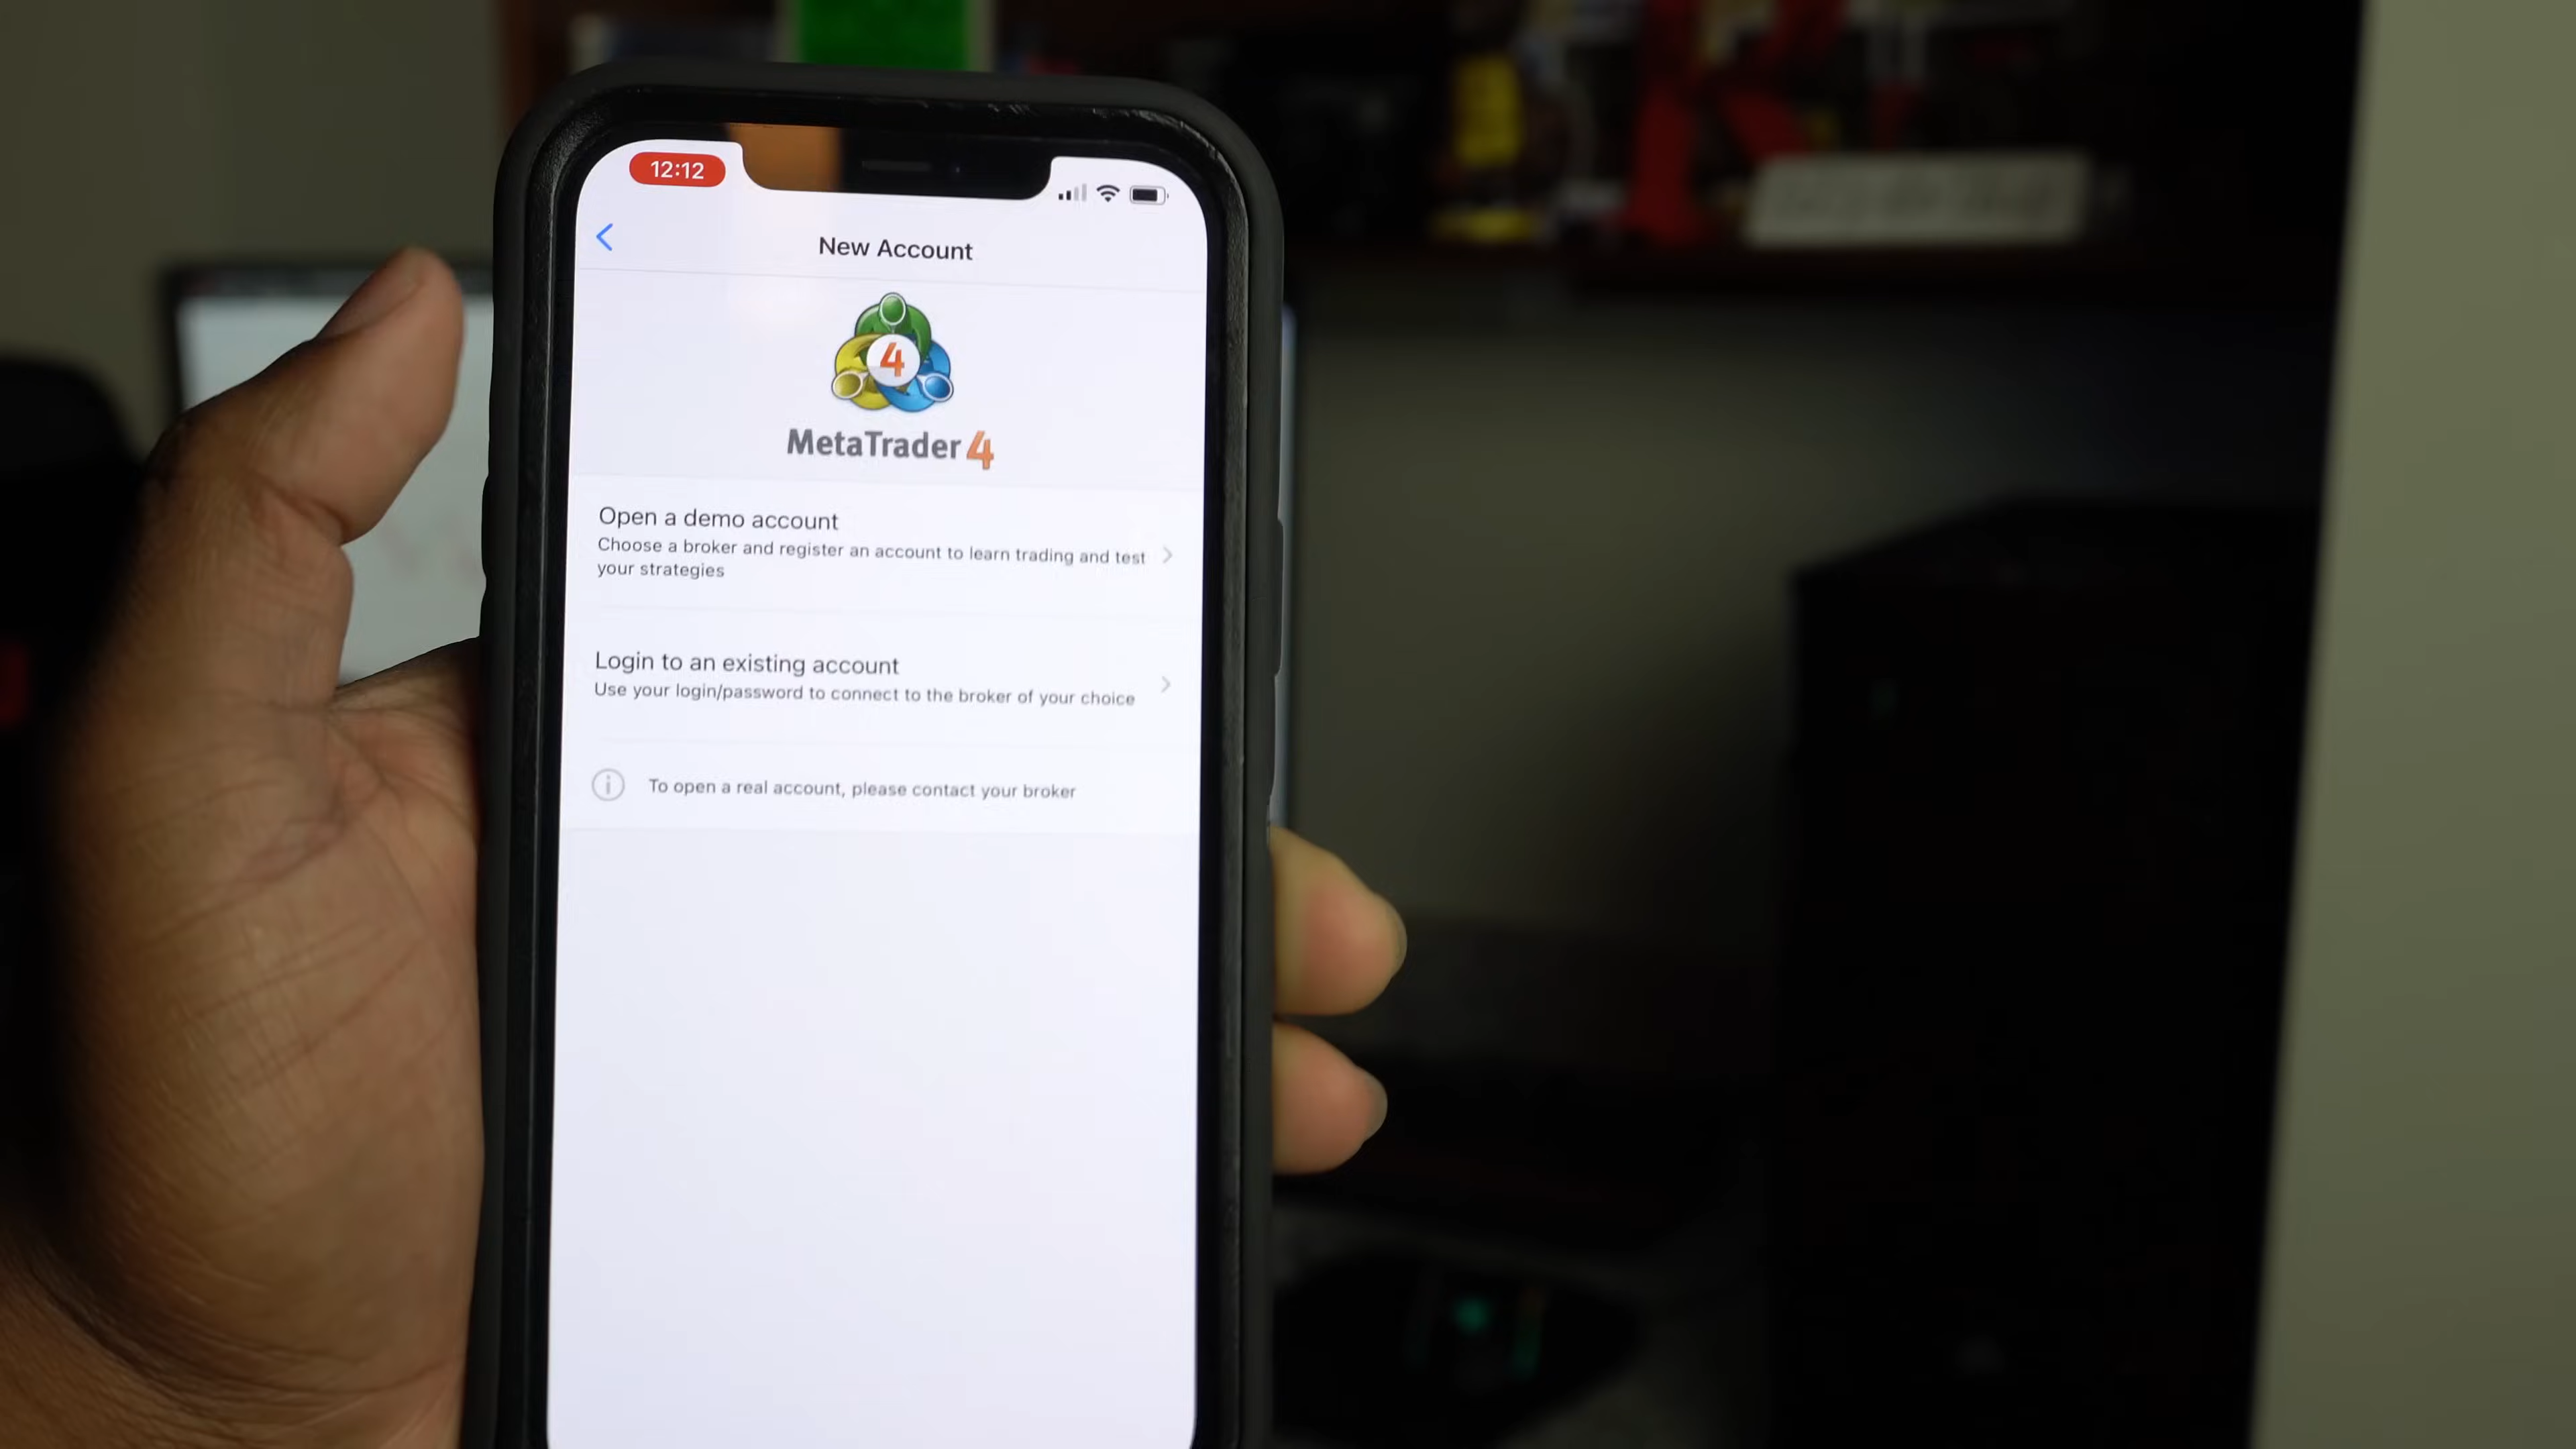 12:12
New Account
4
MetaTrader 4
Open a demo account
Choose a broker and register an account to learn trading and test
your strategies
Login to an existing account
Use your login/password to connect to the broker of your choice
To open a real account, please contact your broker